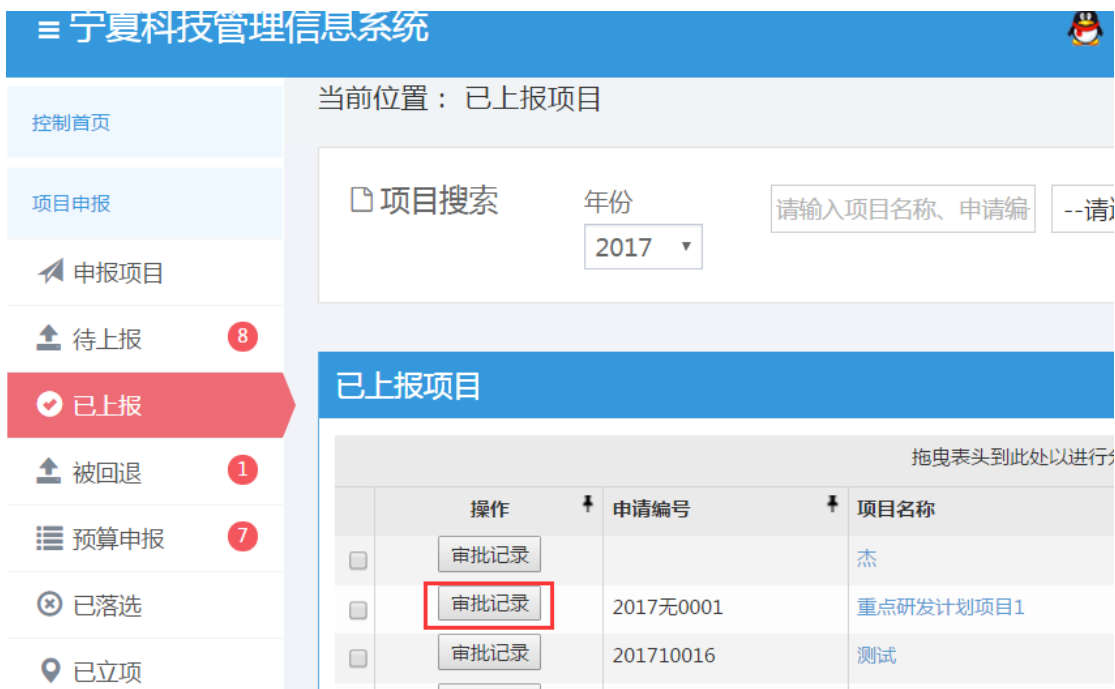 宁夏科技管理信息系统
控制首页
项目申报
申报项目
待上报 8
已上报
被回退 1
预算申报 7
已落选
已立项
当前位置： 已上报项目
项目搜索
年份
2017
请输入项目名称、申请编
--请
已上报项目
拖曳表头到此处以进行
操作 申请编号 项目名称
审批记录 杰
审批记录 2017无0001 重点研发计划项目1
审批记录 201710016 测试